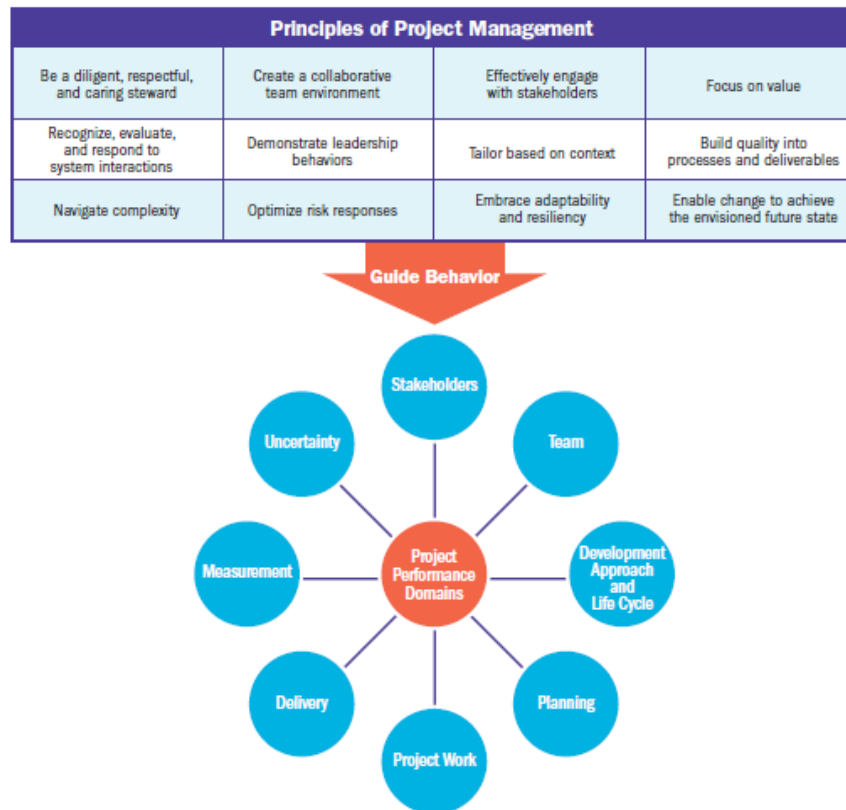 Principles of Project Management
Be a diligent, respectful,
and caring steward
Create a collaborative
team environment
Effectively engage
with stakeholders
Focus on value
Recognize, evaluate,
and respond to
system interactions
Demonstrate leadership
behaviors
Tailor based on context
Build quality into
processes and deliverables
Navigate complexity
Optimize risk responses
Embrace adaptability
and resiliency
Enable change to achieve
the envisioned future state
Guide Behavior
Stakeholders
Uncertainty
Team
Measurement
Project
Performance
Domains
Development
Approach
and
Life Cycle
Delivery
Planning
Project Work